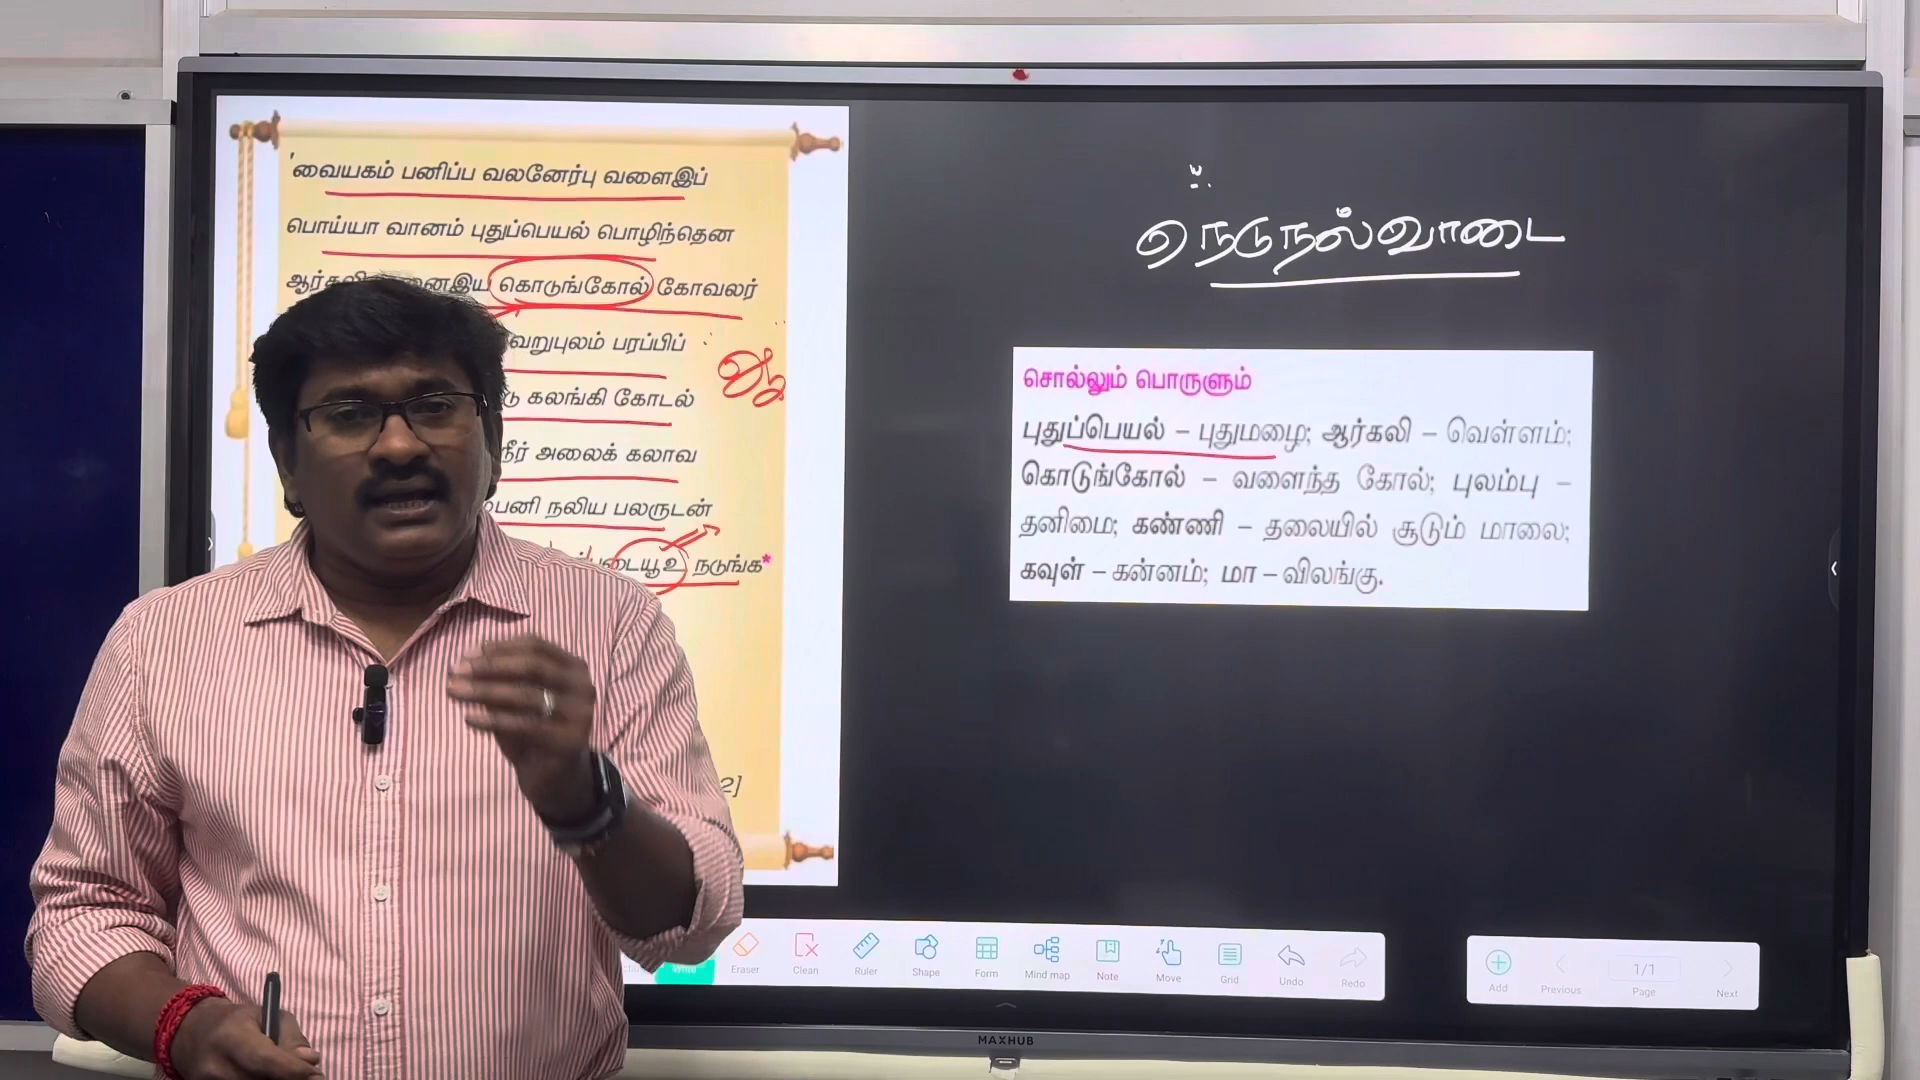 'வையகம் பனிப்ப வலனேர்பு வளைஇப்
பொய்யா வானம் புதுப்பெயல் பொழிந்தென
கொடுங்கோல் கோவலர்
வறுபுலம் பரப்பிப்
கலங்கி கோடல்
நீர் அலைக் கலாவ
பனி நலிய பலருடன்
நடுங்க*
2]
நெடுநல்வாடை
சொல்லும் பொருளும்
புதுப்பெயல் – புதுமழை; ஆர்கலி – வெள்ளம்;
கொடுங்கோல் – வளைந்த கோல்; புலம்பு –
தனிமை; கண்ணி – தலையில் சூடும் மாலை;
கவுள் – கன்னம்; மா – விலங்கு.
Eraser Clean Ruler Shape Form Mind map Note Move Grid Undo Redo
1/1
Add Previous Page Next
MAXHUB